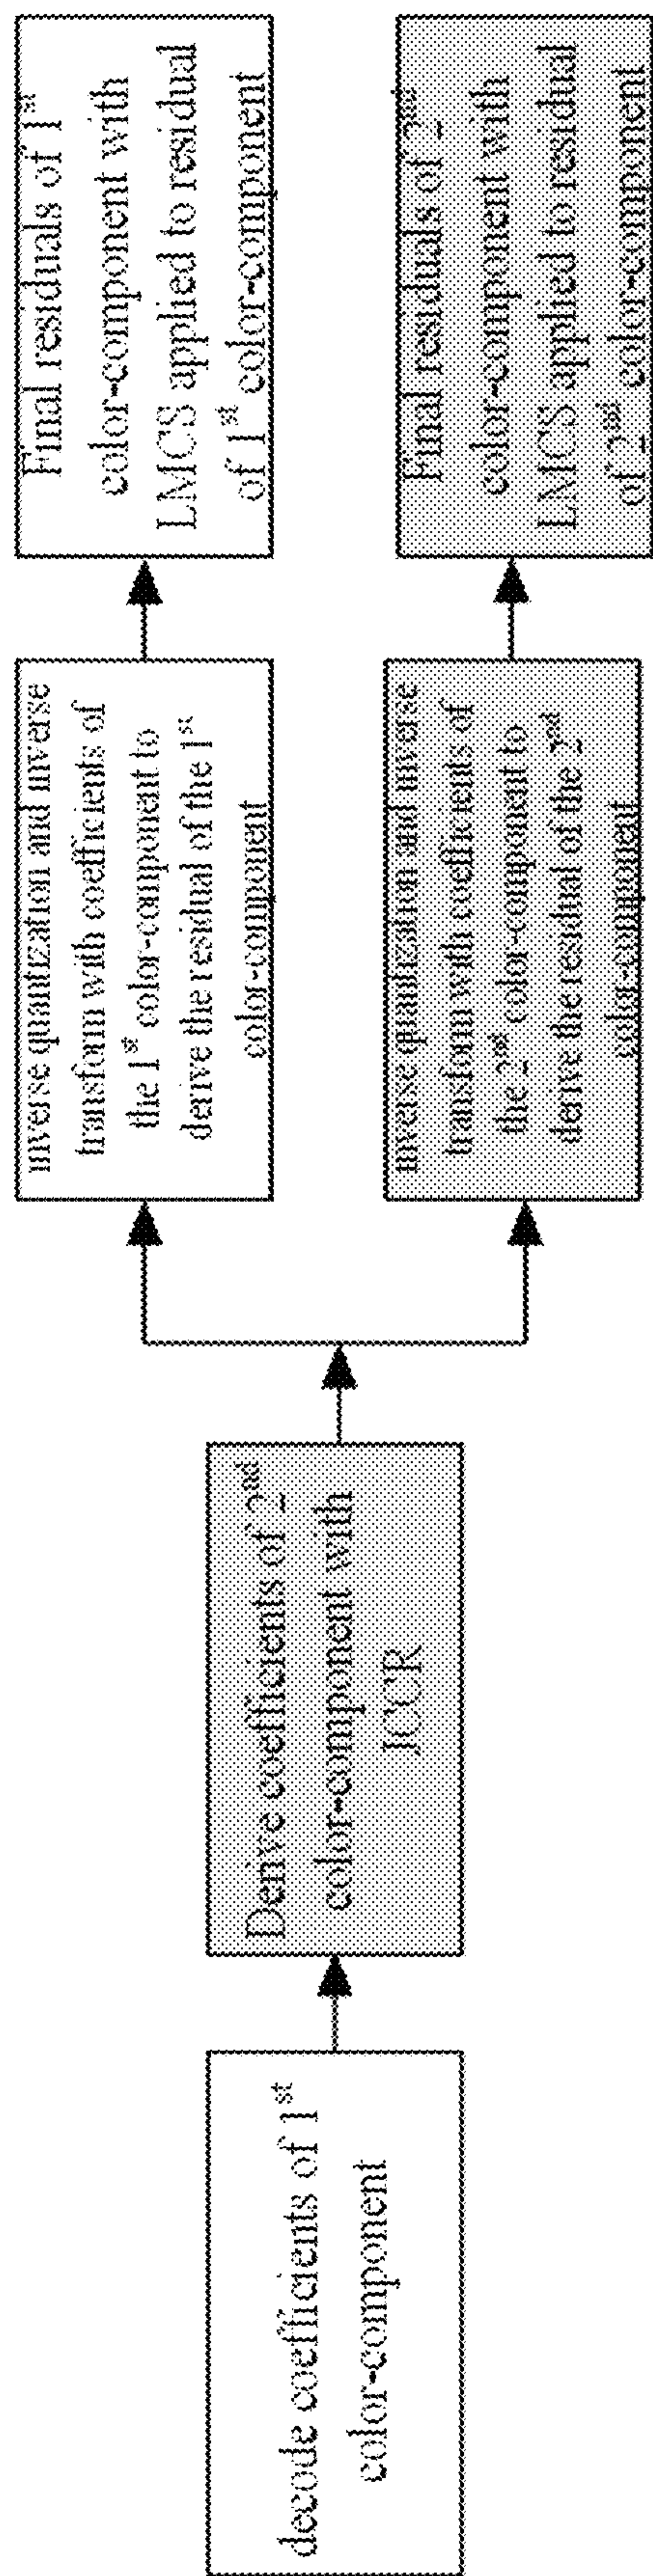 decode coefficients of 1st
color-component
Derive coefficients of 2nd
color-component with
JCCR
inverse quantization and inverse
transform with coefficients of
the 1st color-component to
derive the residual of the 1st
color-component
Final residuals of 1st
color-component with
LMCS applied to residual
of 1st color-component
inverse quantization and inverse
transform with coefficients of
the 2nd color-component to
derive the residual of the 2nd
color-component
Final residuals of 2nd
color-component with
LMCS applied to residual
of 2nd color-component